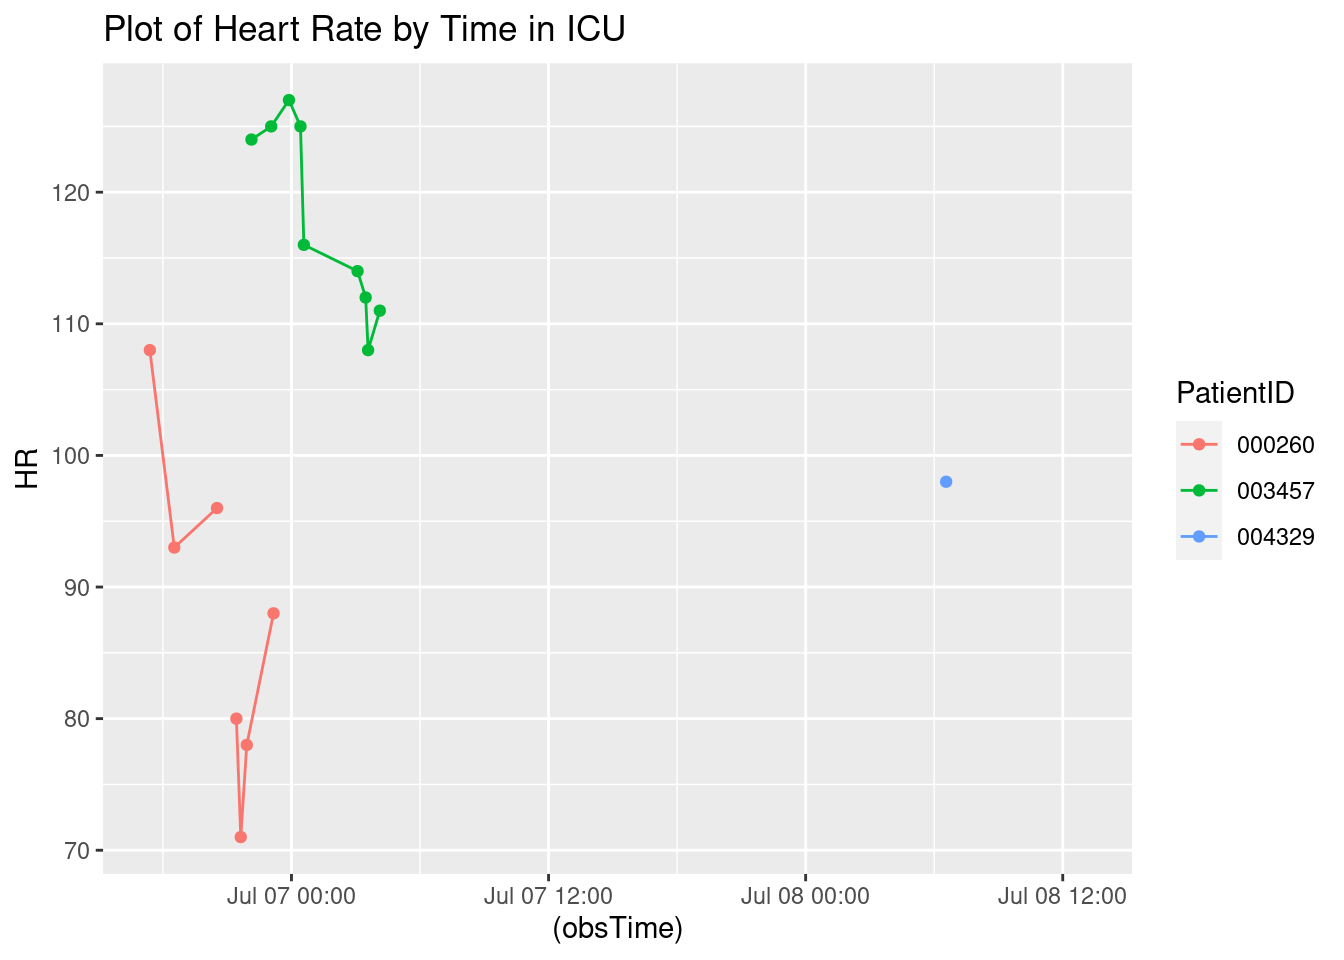 Plot of Heart Rate by Time in ICU
HR
120
110
100
90
80
70
Jul 07 00:00 Jul 07 12:00 Jul 08 00:00 Jul 08 12:00
(obsTime)
PatientID
000260
003457
004329